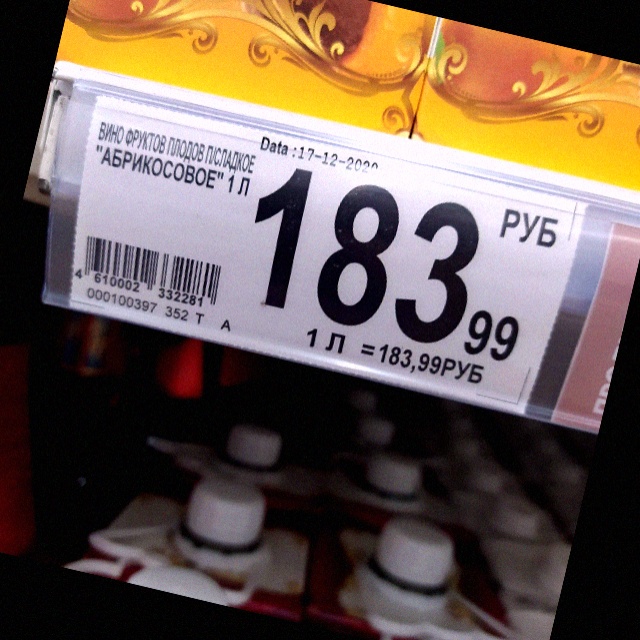 ВИНО ФРУКТОВ ПЛОДОВ П/СЛАДКОЕ
"АБРИКОСОВОЕ" 1 Л
Data :17-12-2020
183 99
РУБ
4 610002 332281
000100397 352 Т А
1 Л =183,99РУБ